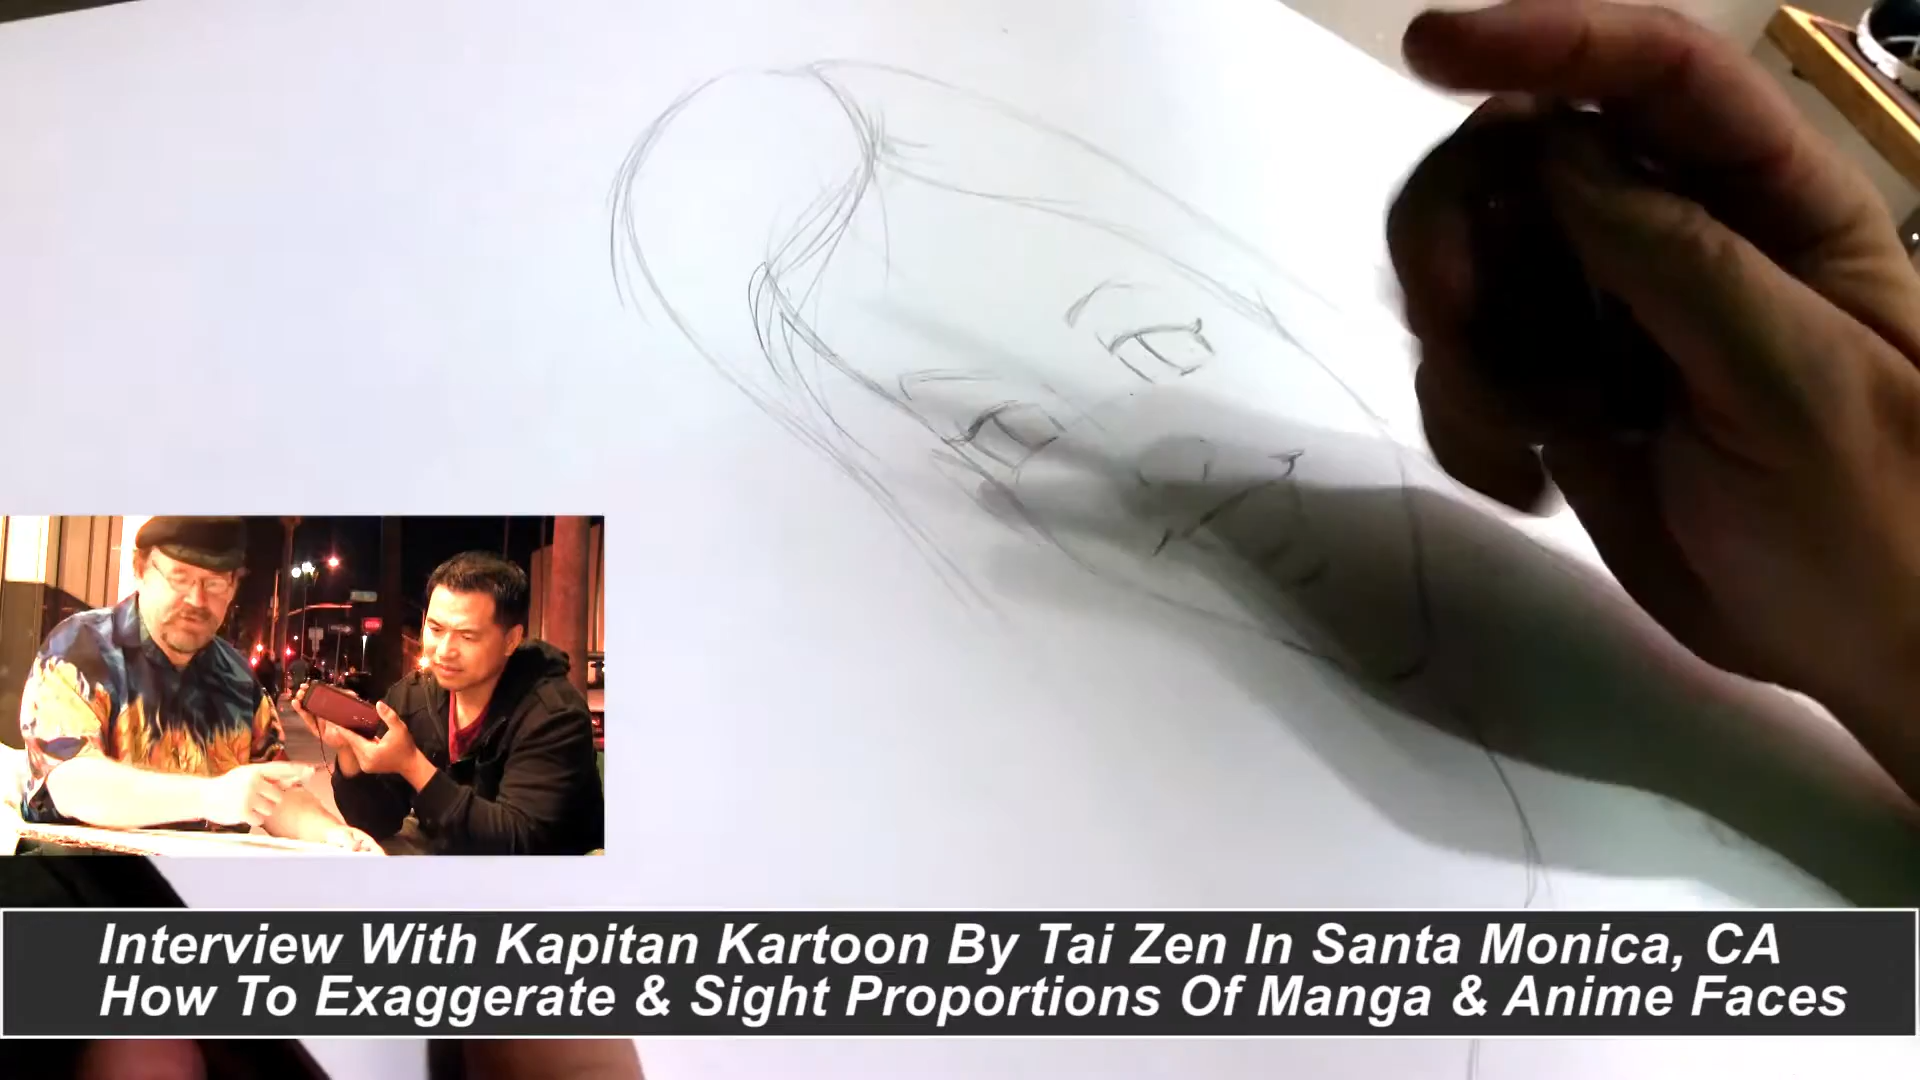 Interview With Kapitan Kartoon By Tai Zen In Santa Monica, CA
How To Exaggerate & Sight Proportions Of Manga & Anime Faces